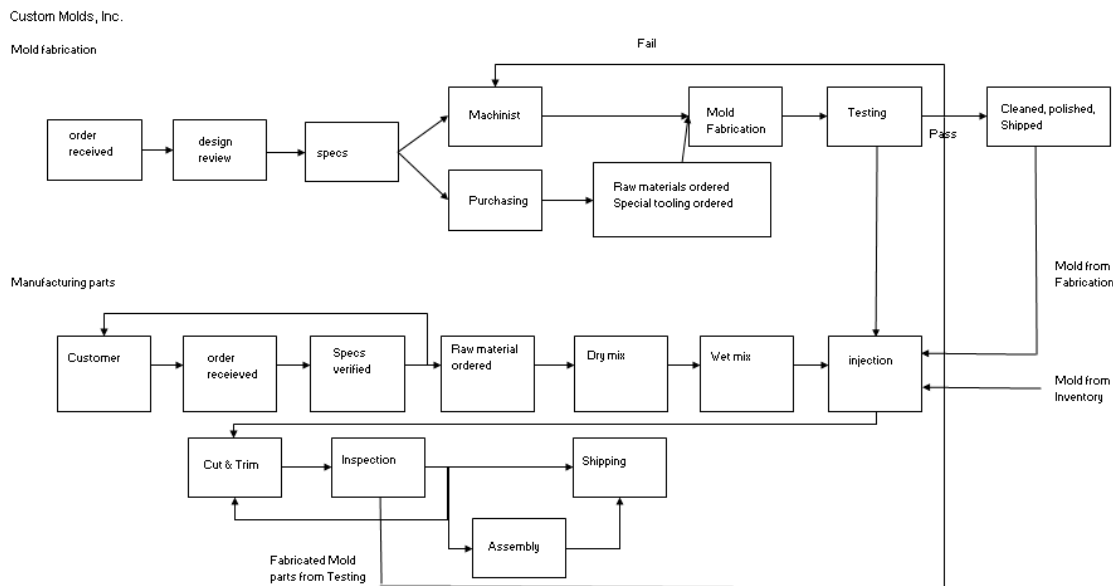 Custom Molds, Inc.
Mold fabrication
Fail
order
received
design
review
specs
Machinist
Purchasing
Mold
Fabrication
Raw materials ordered
Special tooling ordered
Testing
Pass
Cleaned, polished,
Shipped
Mold from
Fabrication
Manufacturing parts
Customer
order
receieved
Specs
verified
Raw material
ordered
Dry mix
Wet mix
injection
Mold from
Inventory
Cut & Trim
Inspection
Shipping
Assembly
Fabricated Mold
parts from Testing